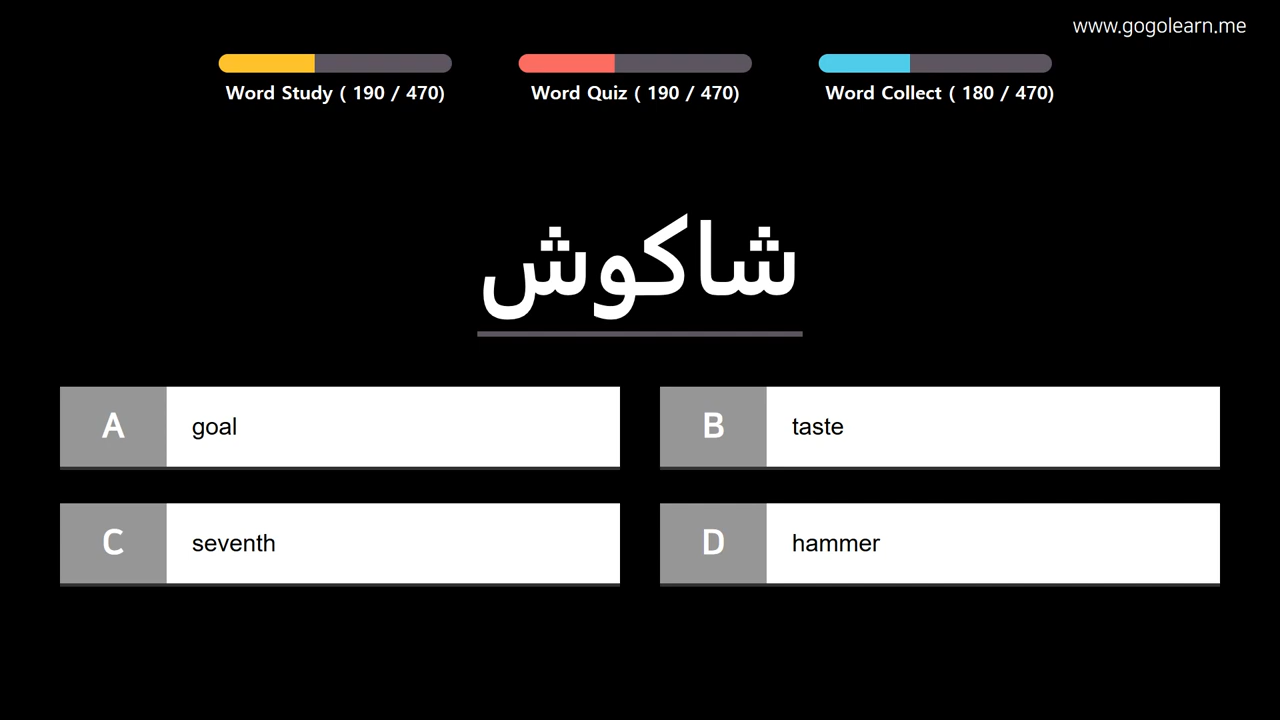 www.gogolearn.me
Word Study ( 190 / 470)
Word Quiz ( 190 / 470)
Word Collect ( 180 / 470)
شاكوش
A goal
B taste
C seventh
D hammer